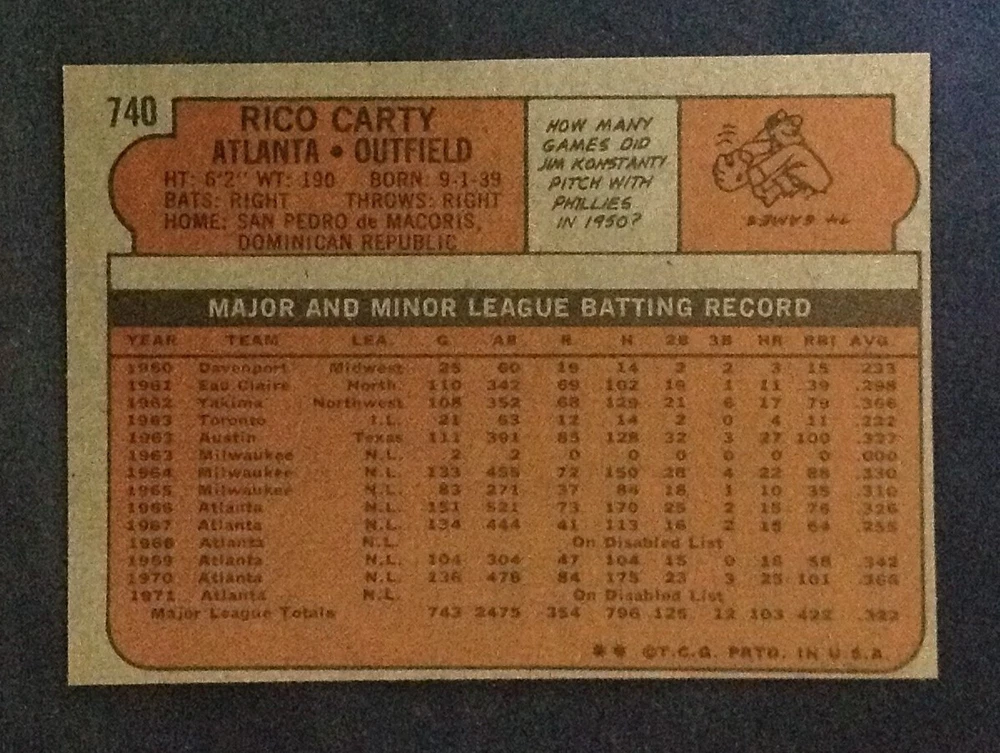 740
RICO CARTY
ATLANTA • OUTFIELD
HT: 6'2" WT: 190 BORN: 9-1-39
BATS: RIGHT THROWS: RIGHT
HOME: SAN PEDRO de MACORIS,
DOMINICAN REPUBLIC
HOW MANY
GAMES DID
JIM KONSTANTY
PITCH WITH
PHILLIES
IN 1950?
74 GAMES
MAJOR AND MINOR LEAGUE BATTING RECORD
YEAR TEAM LEA. G AB R H 2B 3B HR RBI AVG.
1960 Davenport Midwest 25 60 15 14 2 2 3 15 .233
1961 Eau Claire North. 110 342 69 102 16 1 11 39 .298
1962 Yakima Northwest 108 352 68 129 21 6 17 79 .366
1963 Toronto I.L. 21 63 12 14 2 0 4 11 .222
1963 Austin Texas 111 391 85 128 32 3 27 100 .327
1963 Milwaukee N.L. 2 2 0 0 0 0 0 0 .000
1964 Milwaukee N.L. 133 455 72 150 28 4 22 88 .330
1965 Milwaukee N.L. 83 271 37 84 18 1 10 35 .310
1966 Atlanta N.L. 151 521 73 170 25 2 15 76 .326
1967 Atlanta N.L. 134 444 41 113 16 2 15 64 .255
1968 Atlanta N.L. On Disabled List
1969 Atlanta N.L. 104 304 47 104 15 0 16 58 .342
1970 Atlanta N.L. 136 478 84 175 23 3 25 101 .366
1971 Atlanta N.L. On Disabled List
Major League Totals 743 2475 354 796 125 12 103 422 .322
** ©T.C.G. PRTD. IN U.S.A.